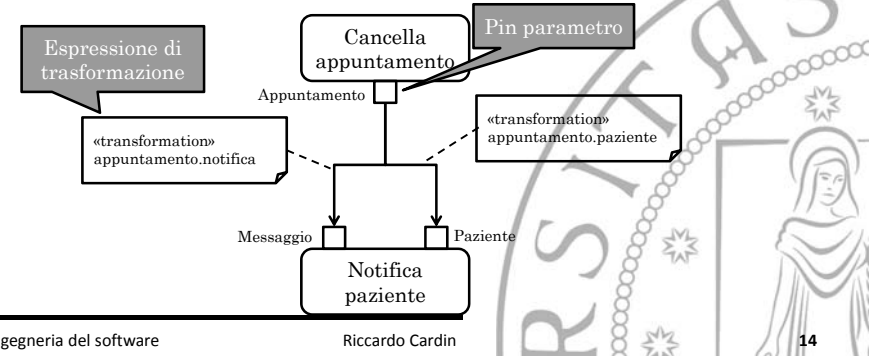 Espressione di
trasformazione
Cancella
appuntamento
Pin parametro
Appuntamento
«transformation»
appuntamento.notifica
«transformation»
appuntamento.paziente
Messaggio
Paziente
Notifica
paziente
gegneria del software
Riccardo Cardin
14